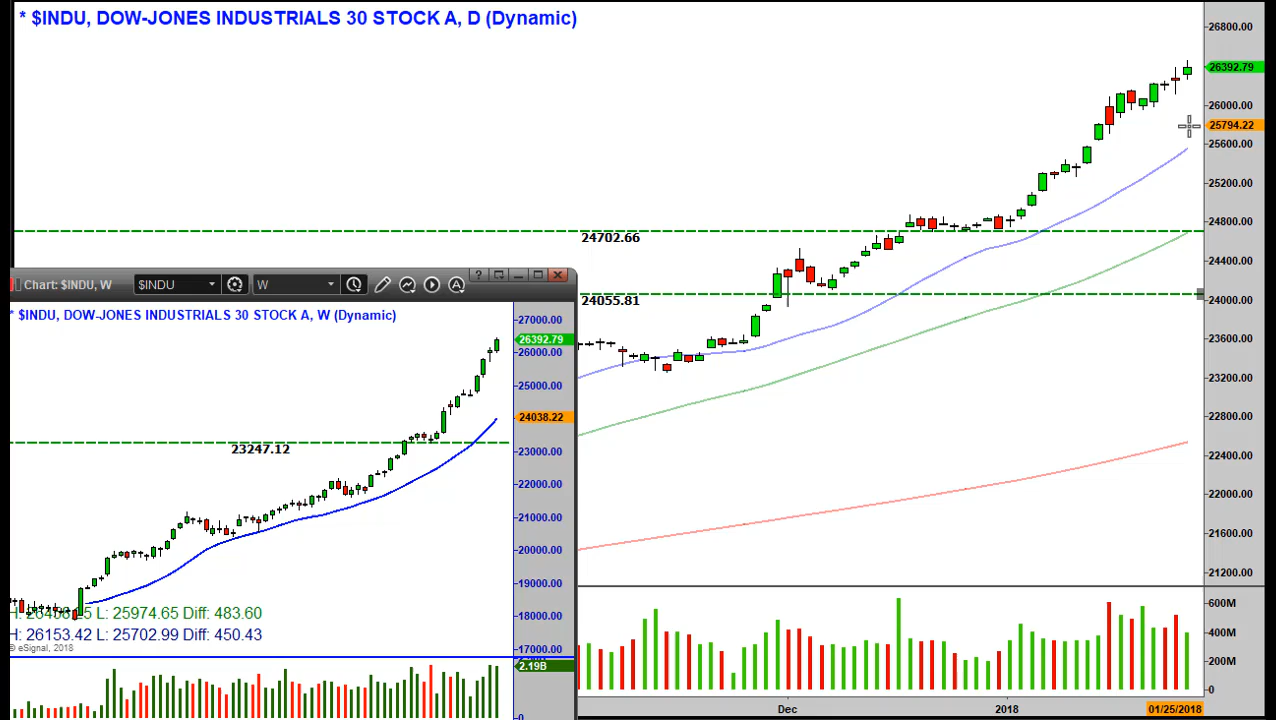 * $INDU, DOW-JONES INDUSTRIALS 30 STOCK A, D (Dynamic)
26800.00
26392.79
26000.00
25794.22
25600.00
25200.00
24800.00
24702.66
24400.00
24055.81
24000.00
23600.00
23200.00
22800.00
22400.00
22000.00
21600.00
21200.00
600M
400M
200M
0
Dec
2018
01/25/2018
Chart: $INDU, W
$INDU
W
* $INDU, DOW-JONES INDUSTRIALS 30 STOCK A, W (Dynamic)
27000.00
26392.79
26000.00
25000.00
24038.22
23247.12
23000.00
22000.00
21000.00
20000.00
19000.00
18000.00
17000.00
L: 25974.65 Diff: 483.60
H: 26153.42 L: 25702.99 Diff: 450.43
© eSignal, 2018
2.19B
0